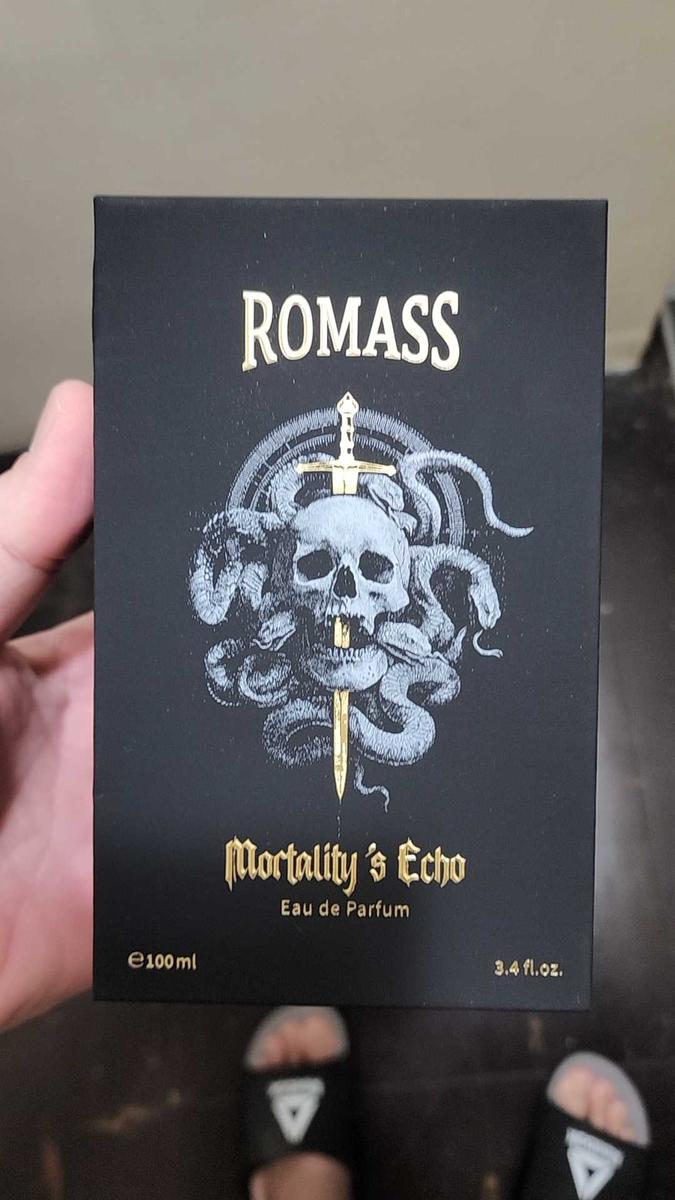 ROMASS
Mortality's Echo
Eau de Parfum
℮100ml
3.4 fl.oz.